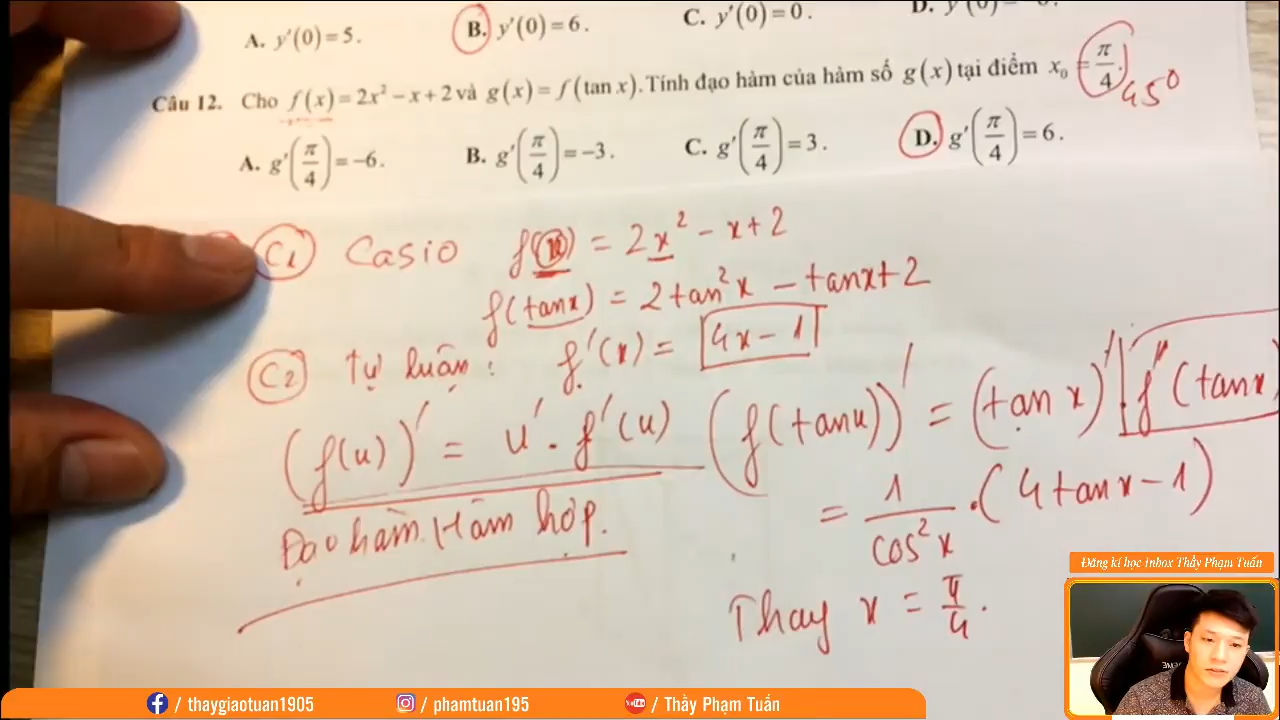 A. y'(0)=5.
B. y'(0)=6.
C. y'(0)=0.
Câu 12. Cho f(x)=2x²−x+2 và g(x)=f(tan x). Tính đạo hàm của hàm số g(x) tại điểm x₀ = π/4.
45°
A. g'(π/4)=−6.
B. g'(π/4)=−3.
C. g'(π/4)=3.
D. g'(π/4)=6.
C1 Casio f(x) = 2x² − x + 2
f(tanx) = 2tan²x − tanx + 2
C2 Tự luận : f'(x) = 4x − 1
(f(u))' = u' . f'(u)
(f(tanu))' = (tan x)' f'(tanx
= 1/cos²x . (4tanx − 1)
Đạo hàm Hàm hợp.
Thay x = π/4 .
Đăng kí học Inbox Thầy Phạm Tuấn
/ thaygiaotuan1905
/ phamtuan195
YouTube / Thầy Phạm Tuấn